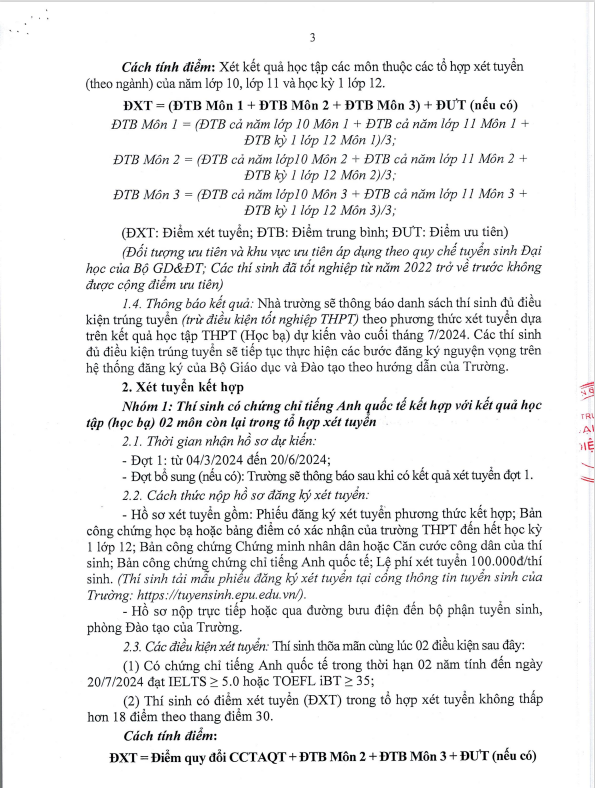 3
Cách tính điểm: Xét kết quả học tập các môn thuộc các tổ hợp xét tuyển
(theo ngành) của năm lớp 10, lớp 11 và học kỳ 1 lớp 12.
ĐXT = (ĐTB Môn 1 + ĐTB Môn 2 + ĐTB Môn 3) + ĐƯT (nếu có)
ĐTB Môn 1 = (ĐTB cả năm lớp 10 Môn 1 + ĐTB cả năm lớp 11 Môn 1 +
ĐTB kỳ 1 lớp 12 Môn 1)/3;
ĐTB Môn 2 = (ĐTB cả năm lớp10 Môn 2 + ĐTB cả năm lớp 11 Môn 2 +
ĐTB kỳ 1 lớp 12 Môn 2)/3;
ĐTB Môn 3 = (ĐTB cả năm lớp10 Môn 3 + ĐTB cả năm lớp 11 Môn 3 +
ĐTB kỳ 1 lớp 12 Môn 3)/3;
(ĐXT: Điểm xét tuyển; ĐTB: Điểm trung bình; ĐƯT: Điểm ưu tiên)
(Đối tượng ưu tiên và khu vực ưu tiên áp dụng theo quy chế tuyển sinh Đại
học của Bộ GD&ĐT; Các thí sinh đã tốt nghiệp từ năm 2022 trở về trước không
được cộng điểm ưu tiên)
1.4. Thông báo kết quả: Nhà trường sẽ thông báo danh sách thí sinh đủ điều
kiện trúng tuyển (trừ điều kiện tốt nghiệp THPT) theo phương thức xét tuyển dựa
trên kết quả học tập THPT (Học bạ) dự kiến vào cuối tháng 7/2024. Các thí sinh
đủ điều kiện trúng tuyển sẽ tiếp tục thực hiện các bước đăng ký nguyện vọng trên
hệ thống đăng ký của Bộ Giáo dục và Đào tạo theo hướng dẫn của Trường.
2. Xét tuyển kết hợp
Nhóm 1: Thí sinh có chứng chỉ tiếng Anh quốc tế kết hợp với kết quả học
tập (học bạ) 02 môn còn lại trong tổ hợp xét tuyển
2.1. Thời gian nhận hồ sơ dự kiến:
- Đợt 1: từ 04/3/2024 đến 20/6/2024;
- Đợt bổ sung (nếu có): Trường sẽ thông báo sau khi có kết quả xét tuyển đợt 1.
2.2. Cách thức nộp hồ sơ đăng ký xét tuyển:
- Hồ sơ xét tuyển gồm: Phiếu đăng ký xét tuyển phương thức kết hợp; Bản
công chứng học bạ hoặc bảng điểm có xác nhận của trường THPT đến hết học kỳ
1 lớp 12; Bản công chứng Chứng minh nhân dân hoặc Căn cước công dân của thí
sinh; Bản công chứng chứng chỉ tiếng Anh quốc tế; Lệ phí xét tuyển 100.000đ/thí
sinh. (Thí sinh tải mẫu phiếu đăng ký xét tuyển tại cổng thông tin tuyển sinh của
Trường: https://tuyensinh.epu.edu.vn/).
- Hồ sơ nộp trực tiếp hoặc qua đường bưu điện đến bộ phận tuyển sinh,
phòng Đào tạo của Trường.
2.3. Các điều kiện xét tuyển: Thí sinh thõa mãn cùng lúc 02 điều kiện sau đây:
(1) Có chứng chỉ tiếng Anh quốc tế trong thời hạn 02 năm tính đến ngày
20/7/2024 đạt IELTS ≥ 5.0 hoặc TOEFL iBT ≥ 35;
(2) Thí sinh có điểm xét tuyển (ĐXT) trong tổ hợp xét tuyển không thấp
hơn 18 điểm theo thang điểm 30.
Cách tính điểm:
ĐXT = Điểm quy đổi CCTAQT + ĐTB Môn 2 + ĐTB Môn 3 + ĐƯT (nếu có)